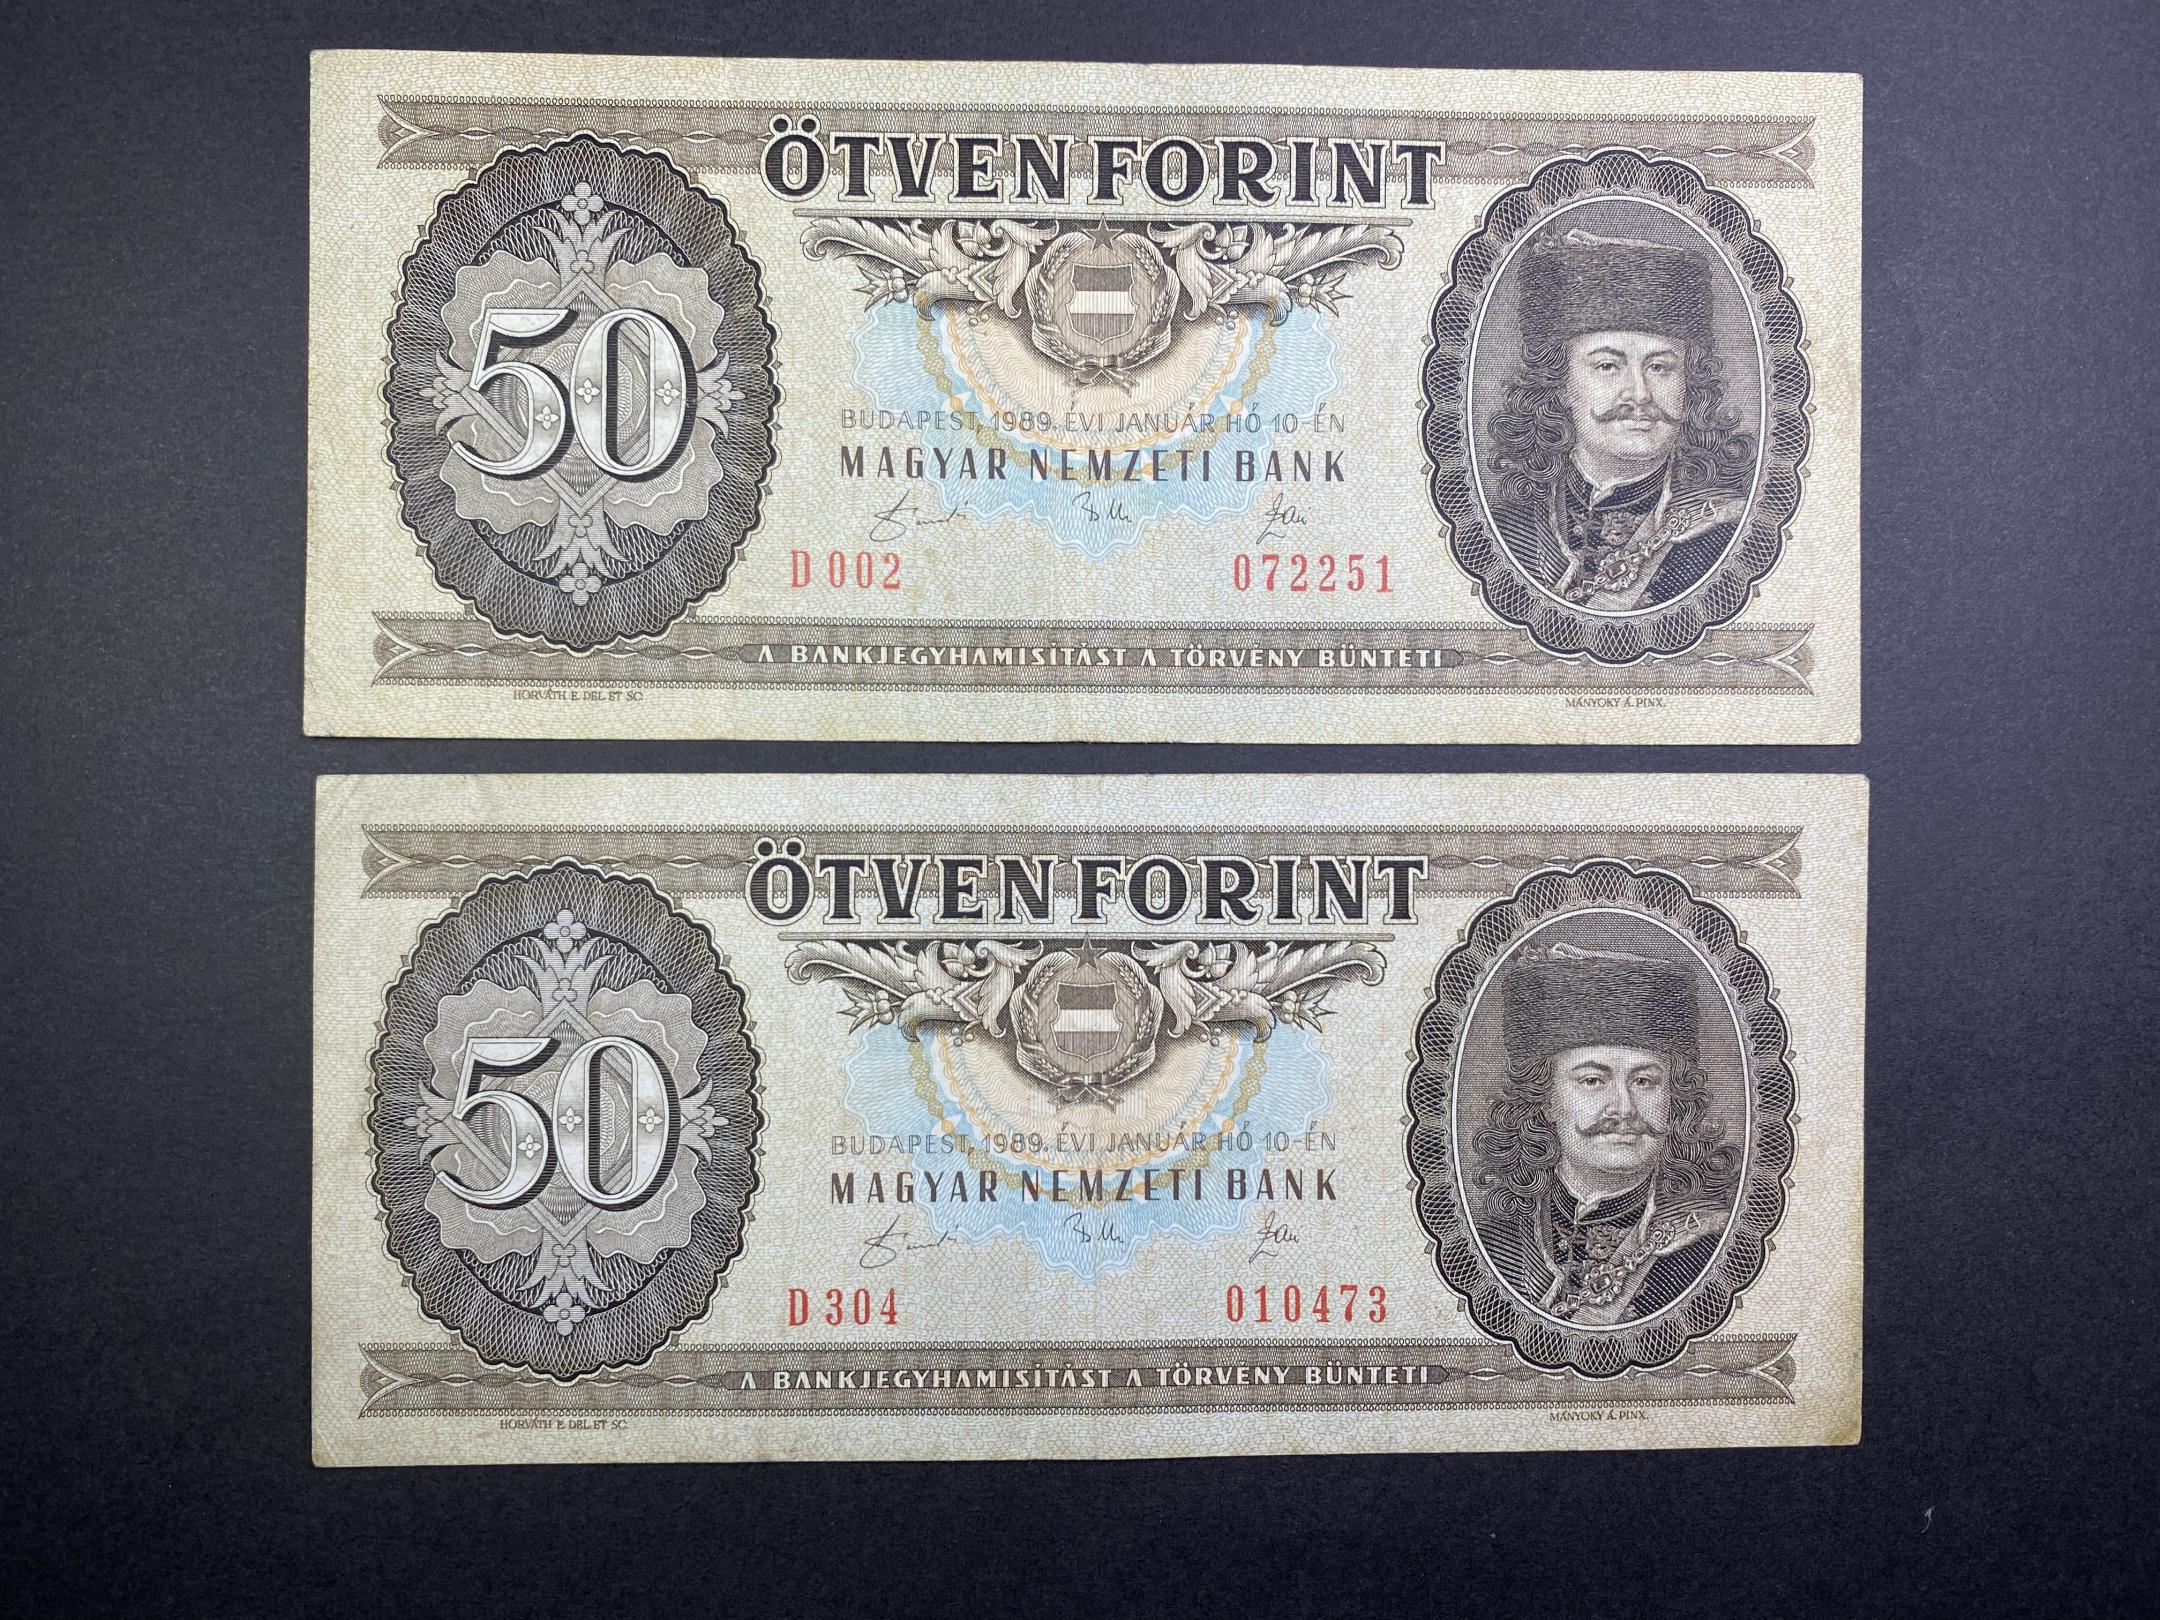 ÖTVEN FORINT
50
BUDAPEST, 1989. ÉVI JANUÁR HÓ 10-ÉN
MAGYAR NEMZETI BANK
D 002 072251
A BANKJEGYHAMISÍTÁST A TÖRVÉNY BÜNTETI
HORVÁTH E. DEL. ET SC. MÁNYOKY Á. PINX.
ÖTVEN FORINT
50
BUDAPEST, 1989. ÉVI JANUÁR HÓ 10-ÉN
MAGYAR NEMZETI BANK
D 304 010473
A BANKJEGYHAMISÍTÁST A TÖRVÉNY BÜNTETI
HORVÁTH E. DEL. ET SC. MÁNYOKY Á. PINX.